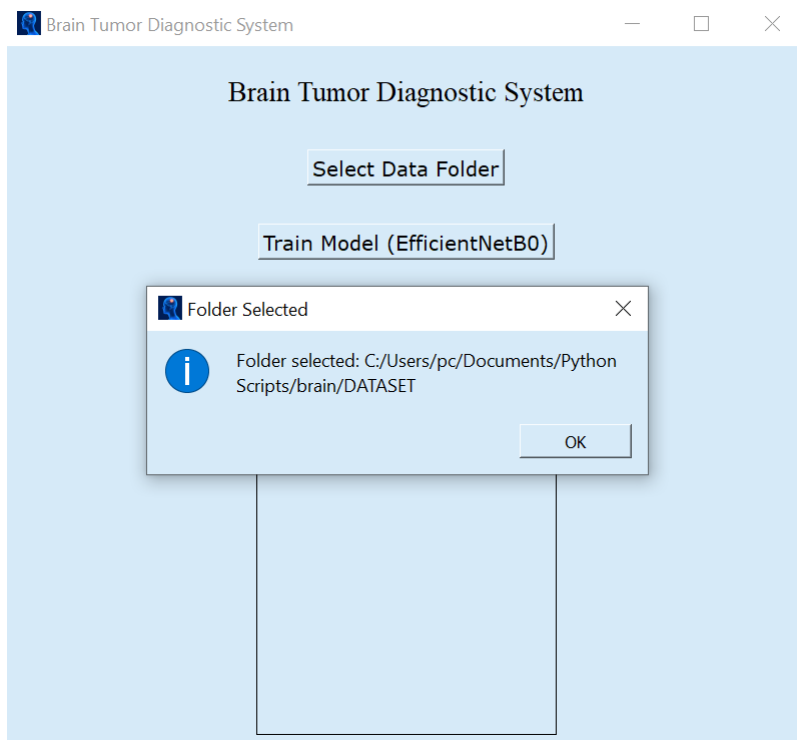 Brain Tumor Diagnostic System
Brain Tumor Diagnostic System
Select Data Folder
Train Model (EfficientNetB0)
Folder Selected
Folder selected: C:/Users/pc/Documents/Python
Scripts/brain/DATASET
OK